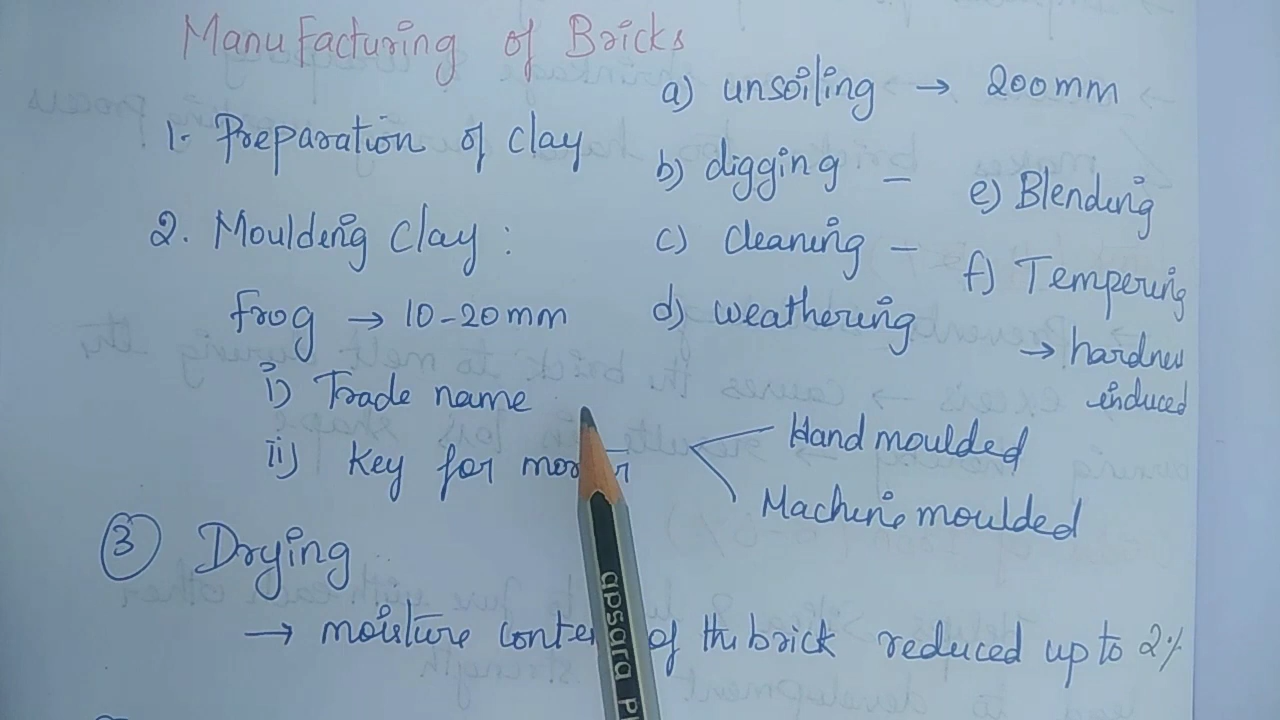 Manufacturing of Bricks
1. Preparation of clay
a) unsoiling → 200mm
b) digging -
c) cleaning -
d) weathering
e) Blending
f) Tempering
→ hardness
induced
2. Moulding clay :
frog → 10-20mm
i) Trade name
ii) Key for
Hand moulded
Machine moulded
③ Drying
→ moisture of the brick reduced up to 2%
apsara